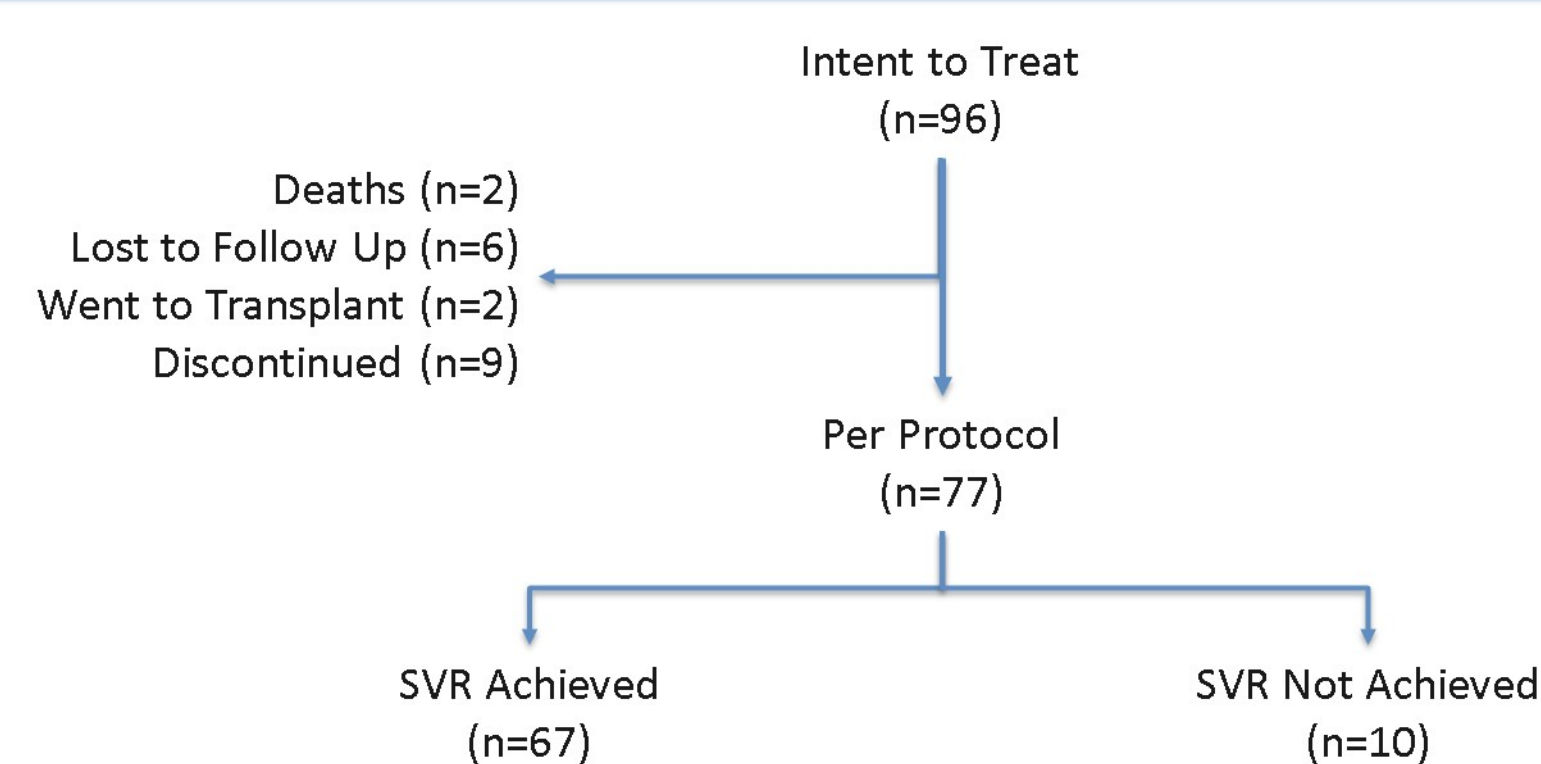 Intent to Treat
(n=96)
Deaths (n=2)
Lost to Follow Up (n=6)
Went to Transplant (n=2)
Discontinued (n=9)
Per Protocol
(n=77)
SVR Achieved
(n=67)
SVR Not Achieved
(n=10)